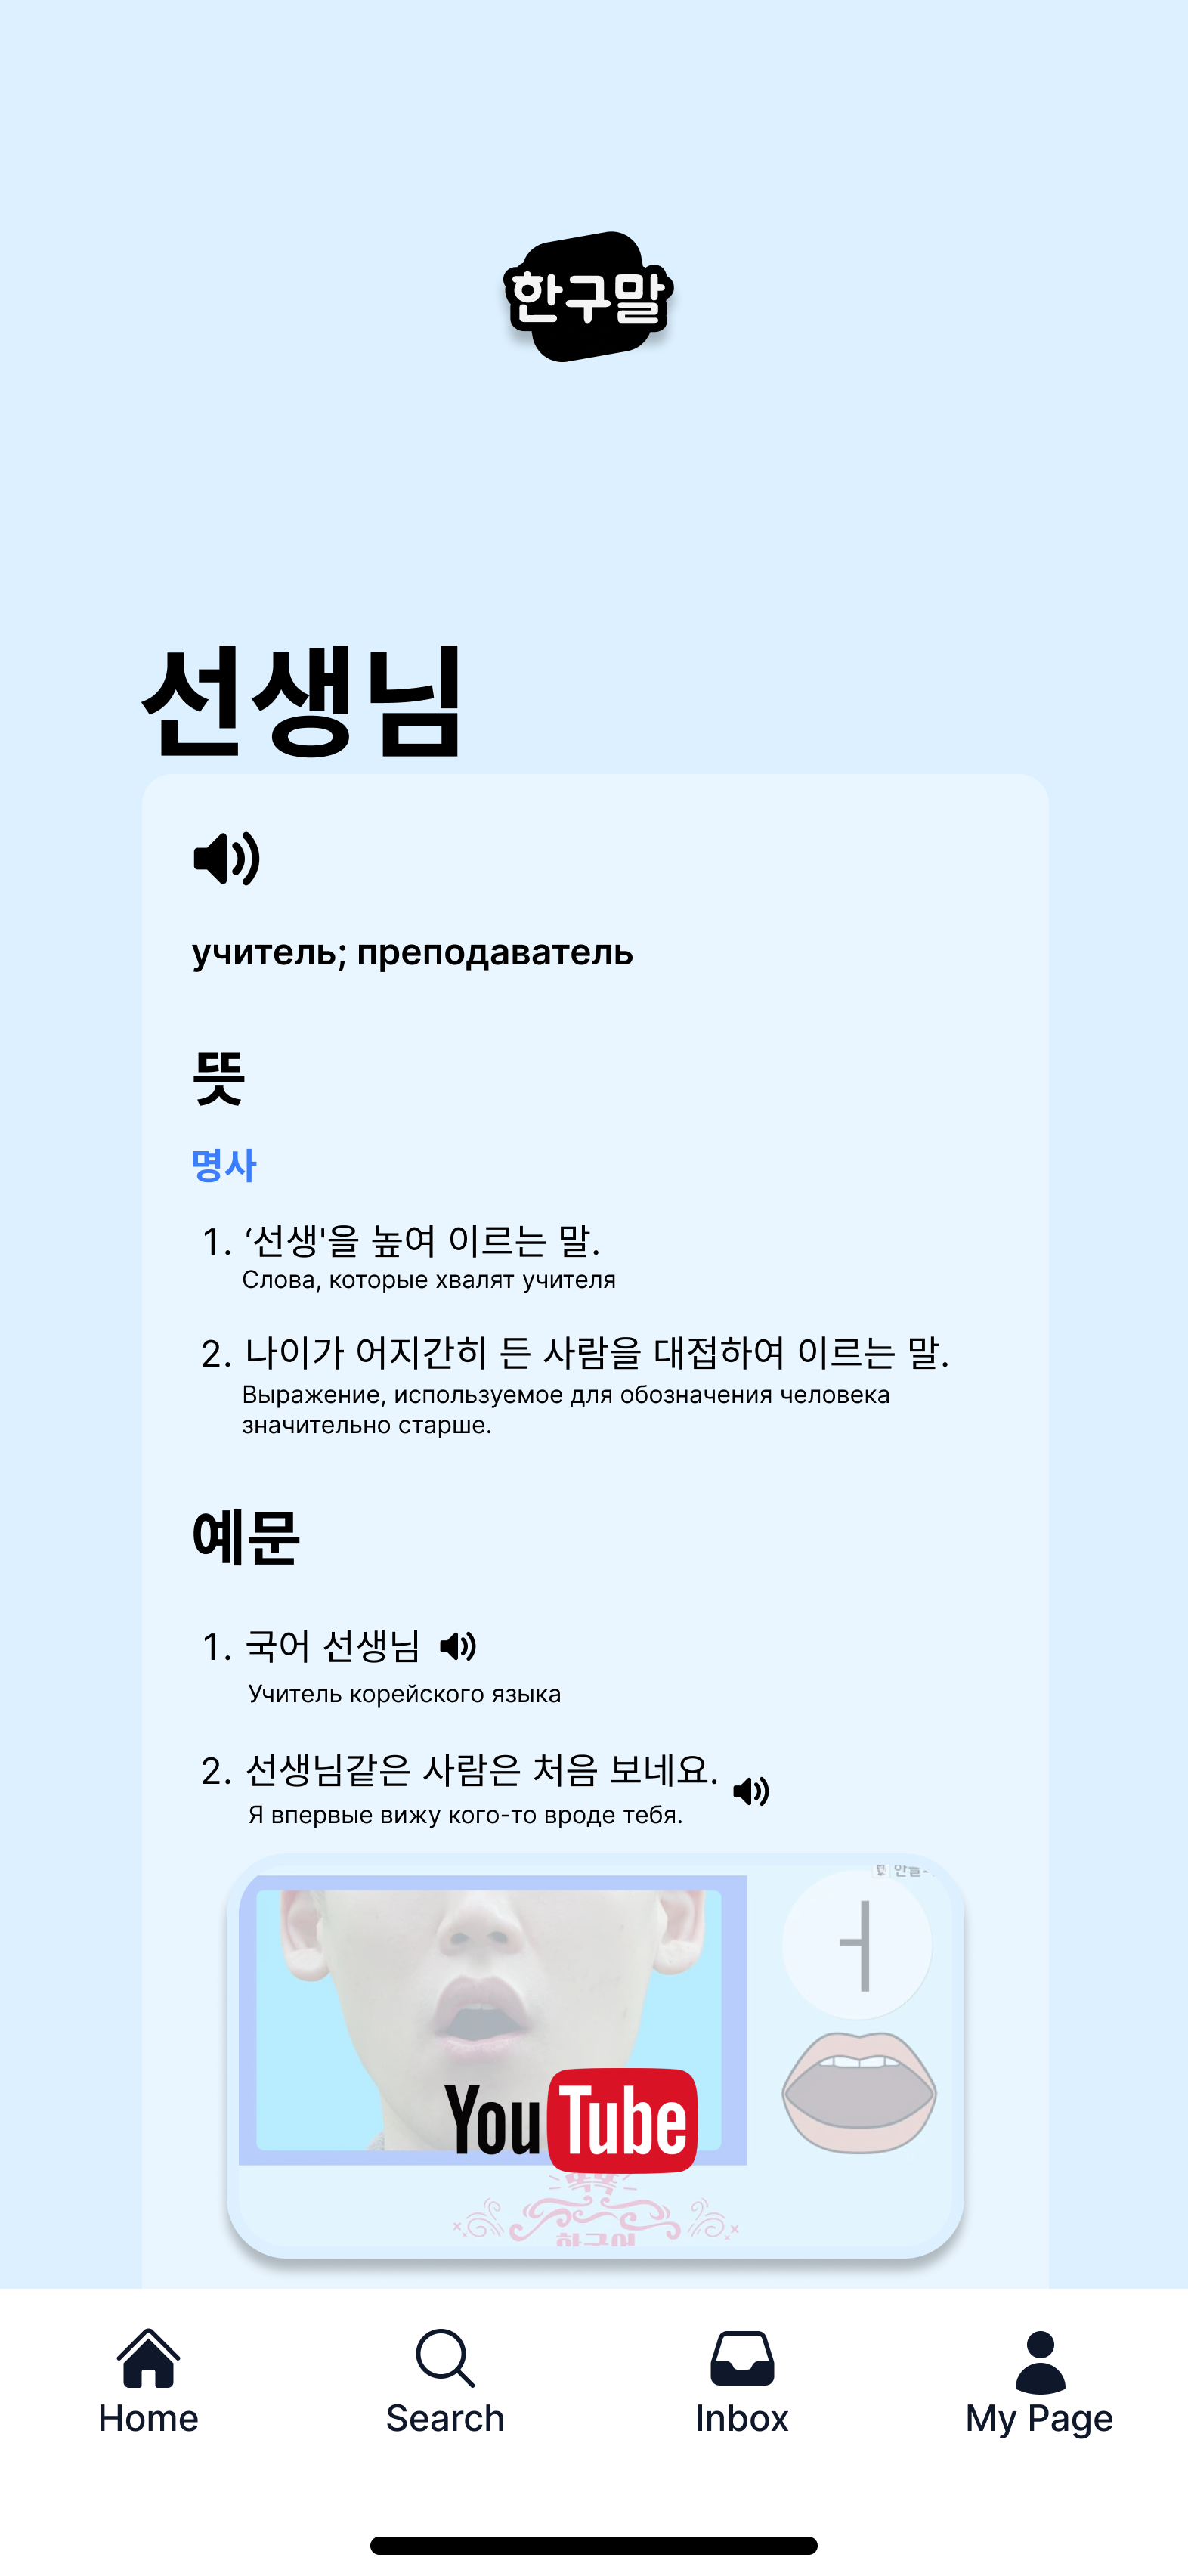 한구말
선생님
учитель; преподаватель
뜻
명사
1. ‘선생'을 높여 이르는 말.
Слова, которые хвалят учителя
2. 나이가 어지간히 든 사람을 대접하여 이르는 말.
Выражение, используемое для обозначения человека
значительно старше.
예문
1. 국어 선생님
Учитель корейского языка
2. 선생님같은 사람은 처음 보네요.
Я впервые вижу кого-то вроде тебя.
ㅓ
YouTube
한국어
Home Search Inbox My Page